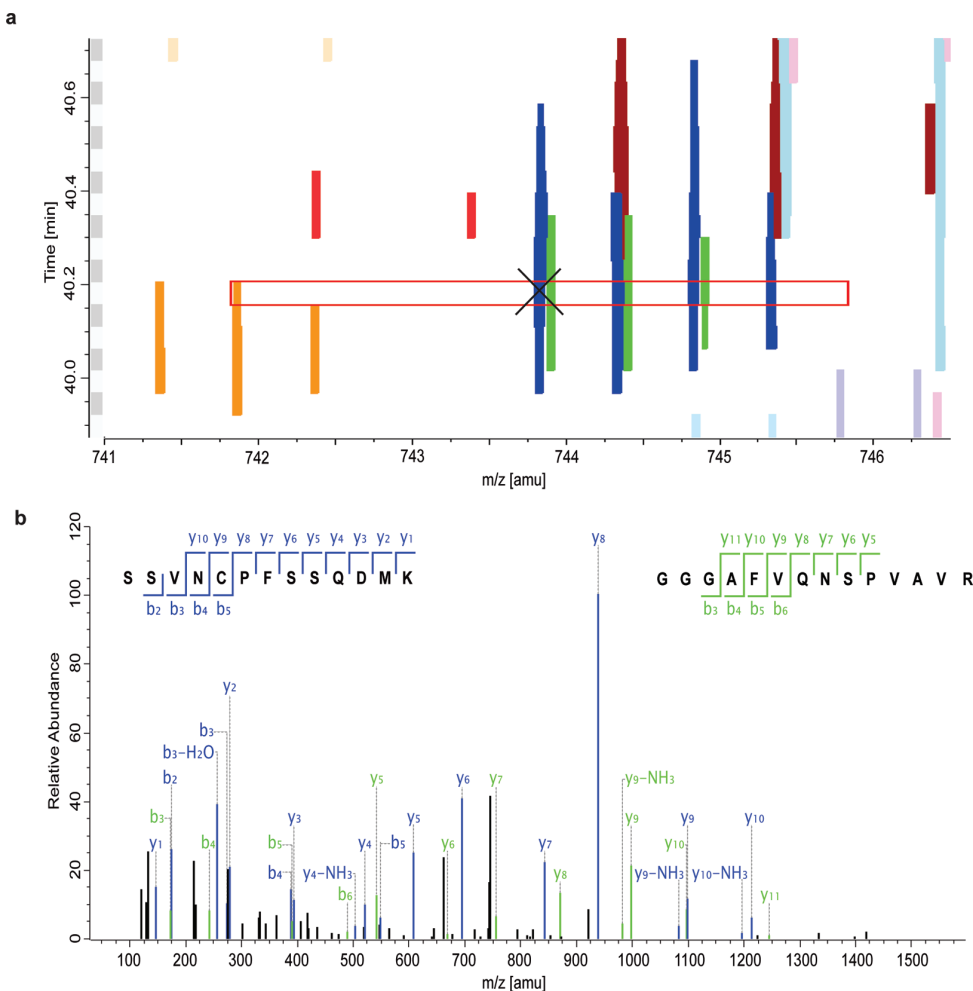 a
Time [min]
40.6
40.4
40.2
40.0
741 742 743 744 745 746
m/z [amu]
b
Relative Abundance
120
100
80
60
40
20
0
y10 y9 y8 y7 y6 y5 y4 y3 y2 y1
S S V N C P F S S Q D M K
b2 b3 b4 b5
y11 y10 y9 y8 y7 y6 y5
G G G A F V Q N S P V A V R
b3 b4 b5 b6
y8
y2
b3
b3-H2O
b2
y5 y6 y7 y9-NH3
b3 y1 b4 b5 y3 y4 b5 y5 y6 y7 y9 y10 y9 y10
b4 y4-NH3 y8 y9-NH3 y10-NH3
b6 y11
100 200 300 400 500 600 700 800 900 1000 1100 1200 1300 1400 1500
m/z [amu]